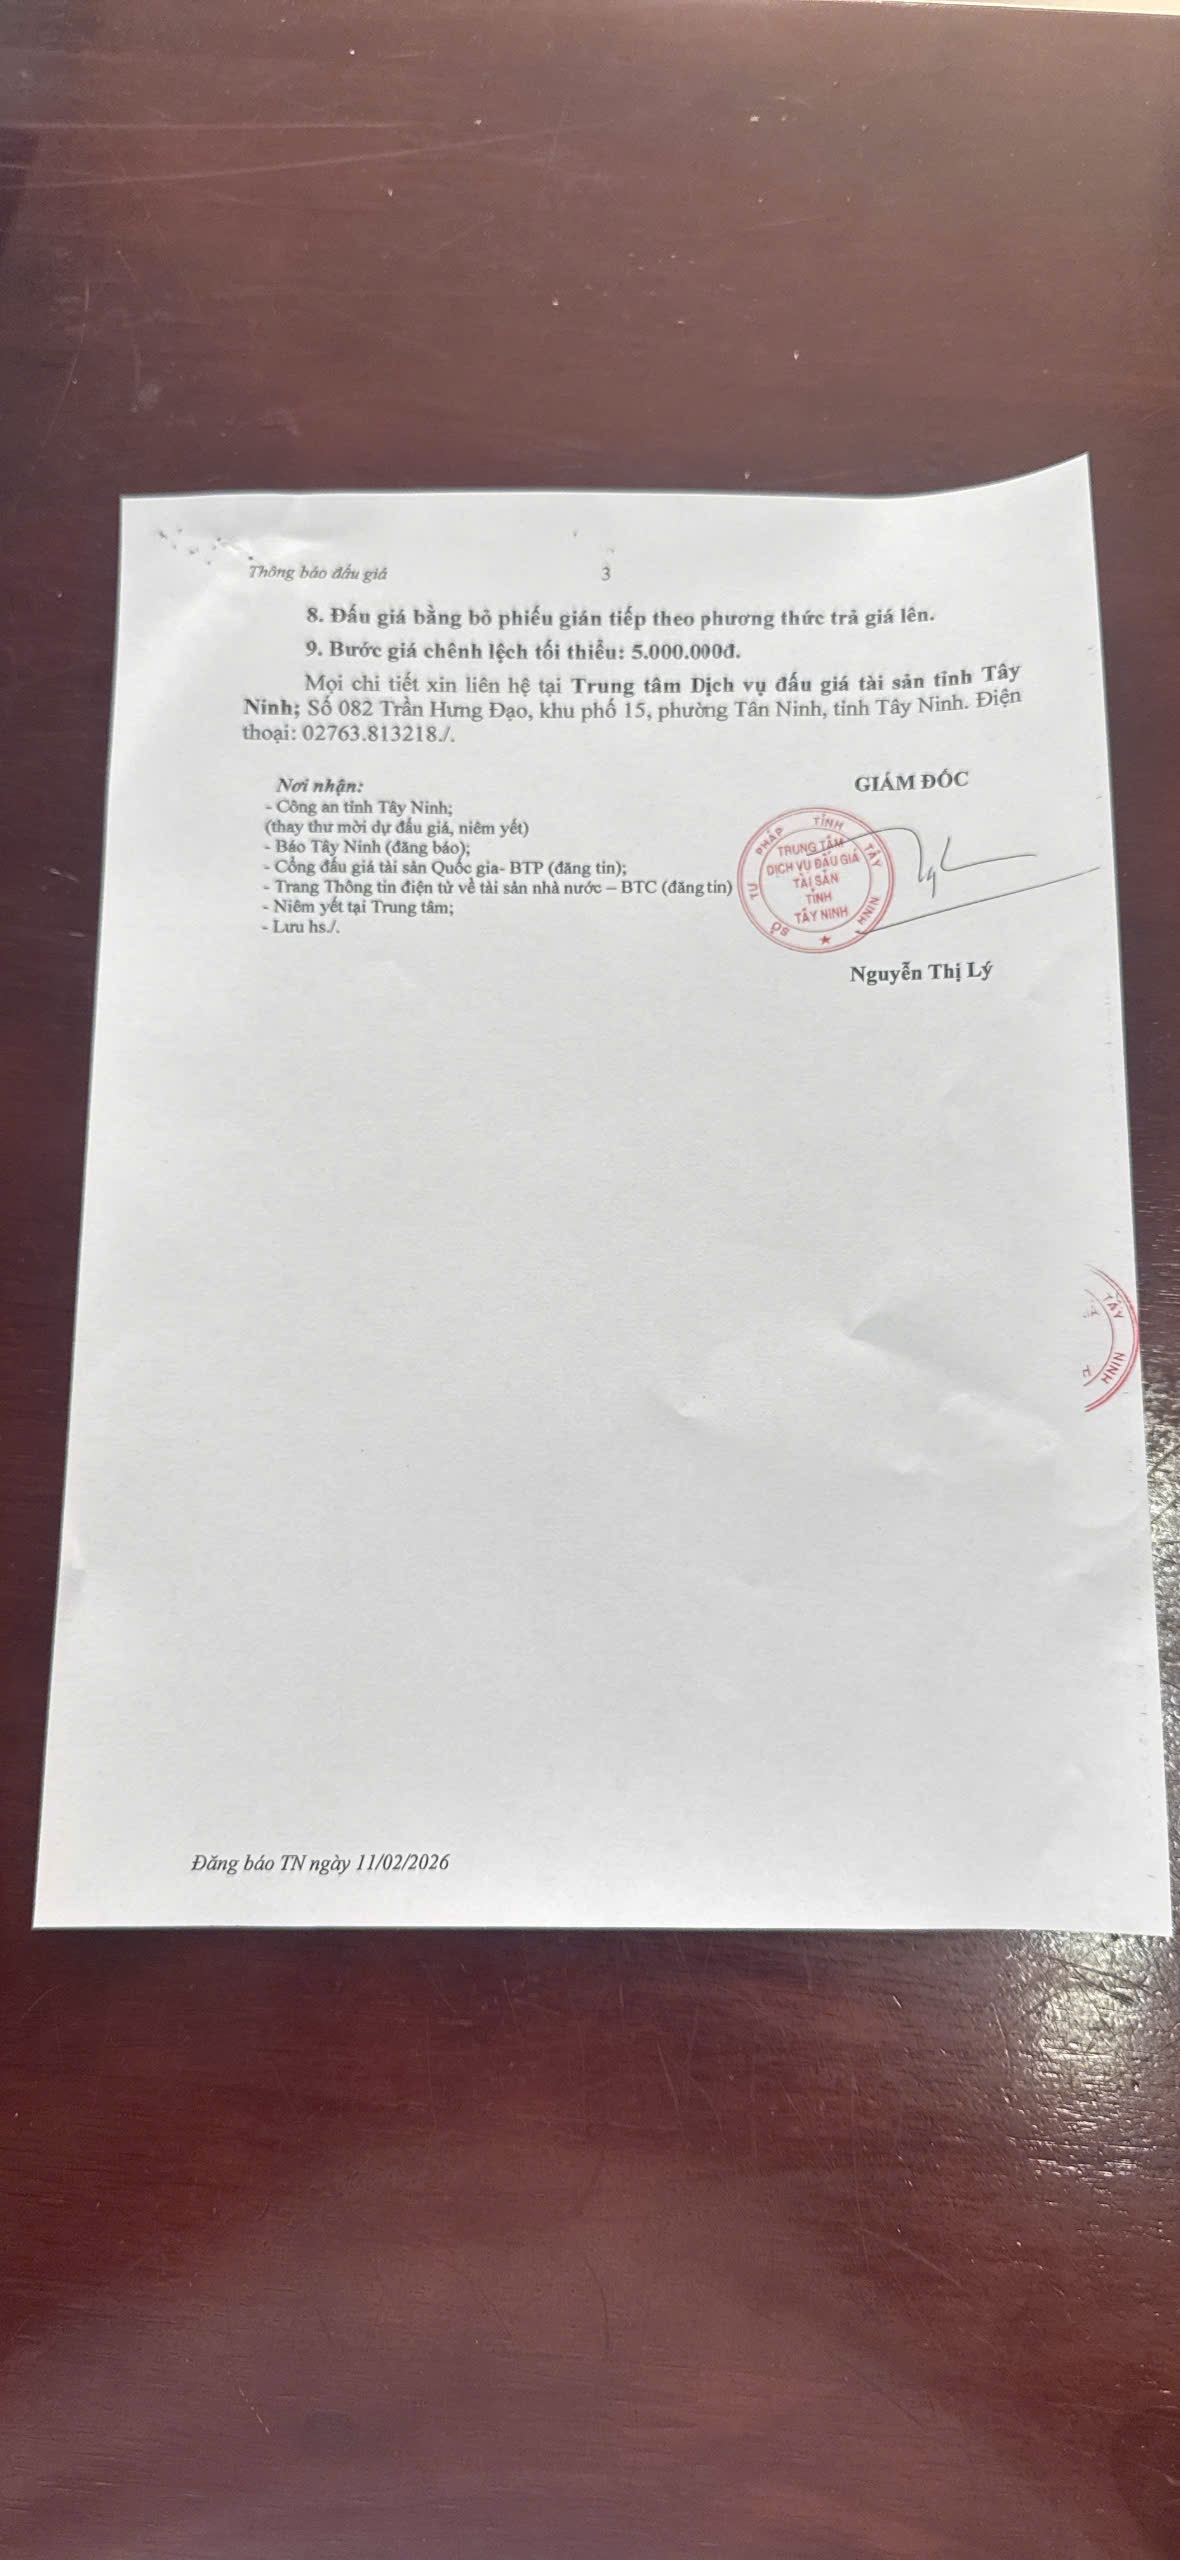 Thông báo đấu giá
3
8. Đấu giá bằng bỏ phiếu gián tiếp theo phương thức trả giá lên.
9. Bước giá chênh lệch tối thiểu: 5.000.000đ.
Mọi chi tiết xin liên hệ tại Trung tâm Dịch vụ đấu giá tài sản tỉnh Tây
Ninh; Số 082 Trần Hưng Đạo, khu phố 15, phường Tân Ninh, tỉnh Tây Ninh. Điện
thoại: 02763.813218./.
Nơi nhận:
- Công an tỉnh Tây Ninh;
(thay thư mời dự đấu giá, niêm yết)
- Báo Tây Ninh (đăng báo);
- Cổng đấu giá tài sản Quốc gia- BTP (đăng tin);
- Trang Thông tin điện tử về tài sản nhà nước – BTC (đăng tin)
- Niêm yết tại Trung tâm;
- Lưu hs./.
GIÁM ĐỐC
SỞ TƯ PHÁP TỈNH TÂY NINH
TRUNG TÂM
DỊCH VỤ ĐẤU GIÁ
TÀI SẢN
TỈNH
TÂY NINH
Nguyễn Thị Lý
TÂY NINH
Đăng báo TN ngày 11/02/2026